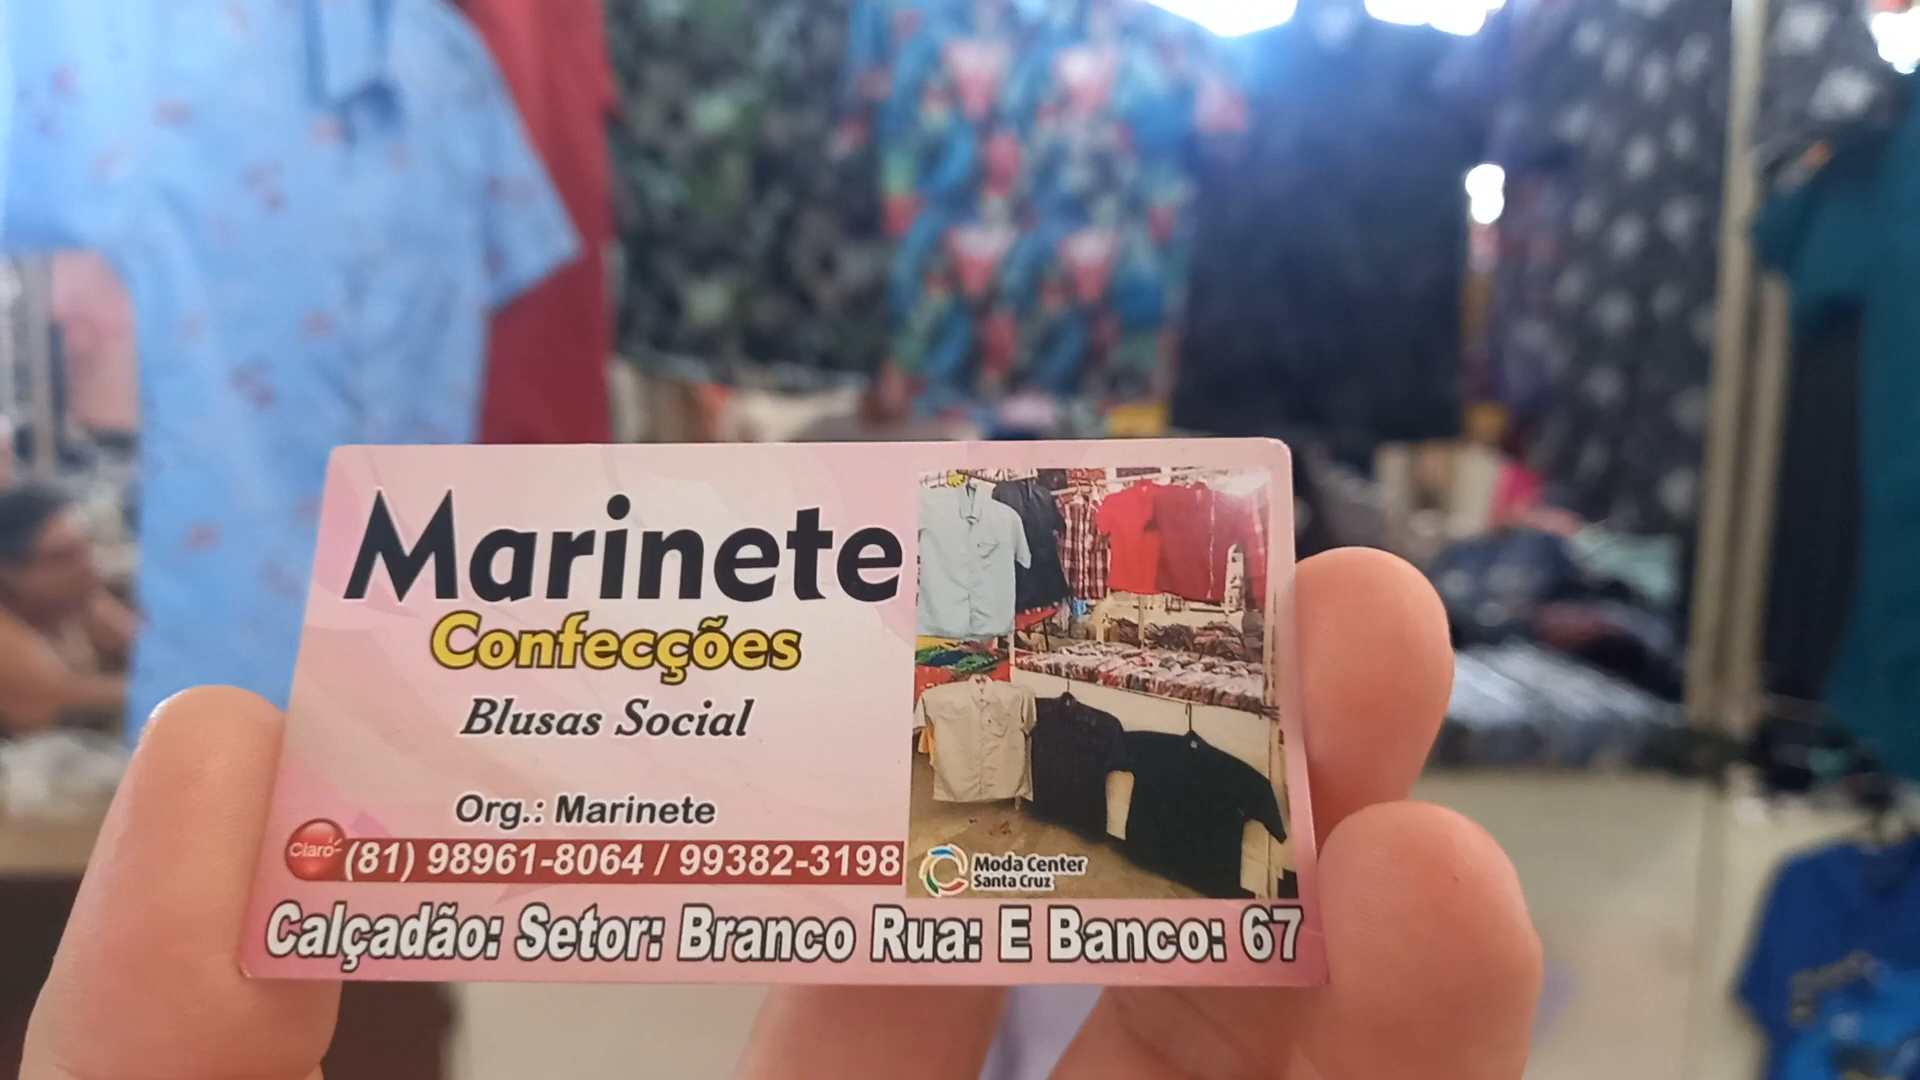 Marinete
Confecções
Blusas Social
Org.: Marinete
Claro (81) 98961-8064 / 99382-3198
Moda Center
Santa Cruz
Calçadão: Setor: Branco Rua: E Banco: 67